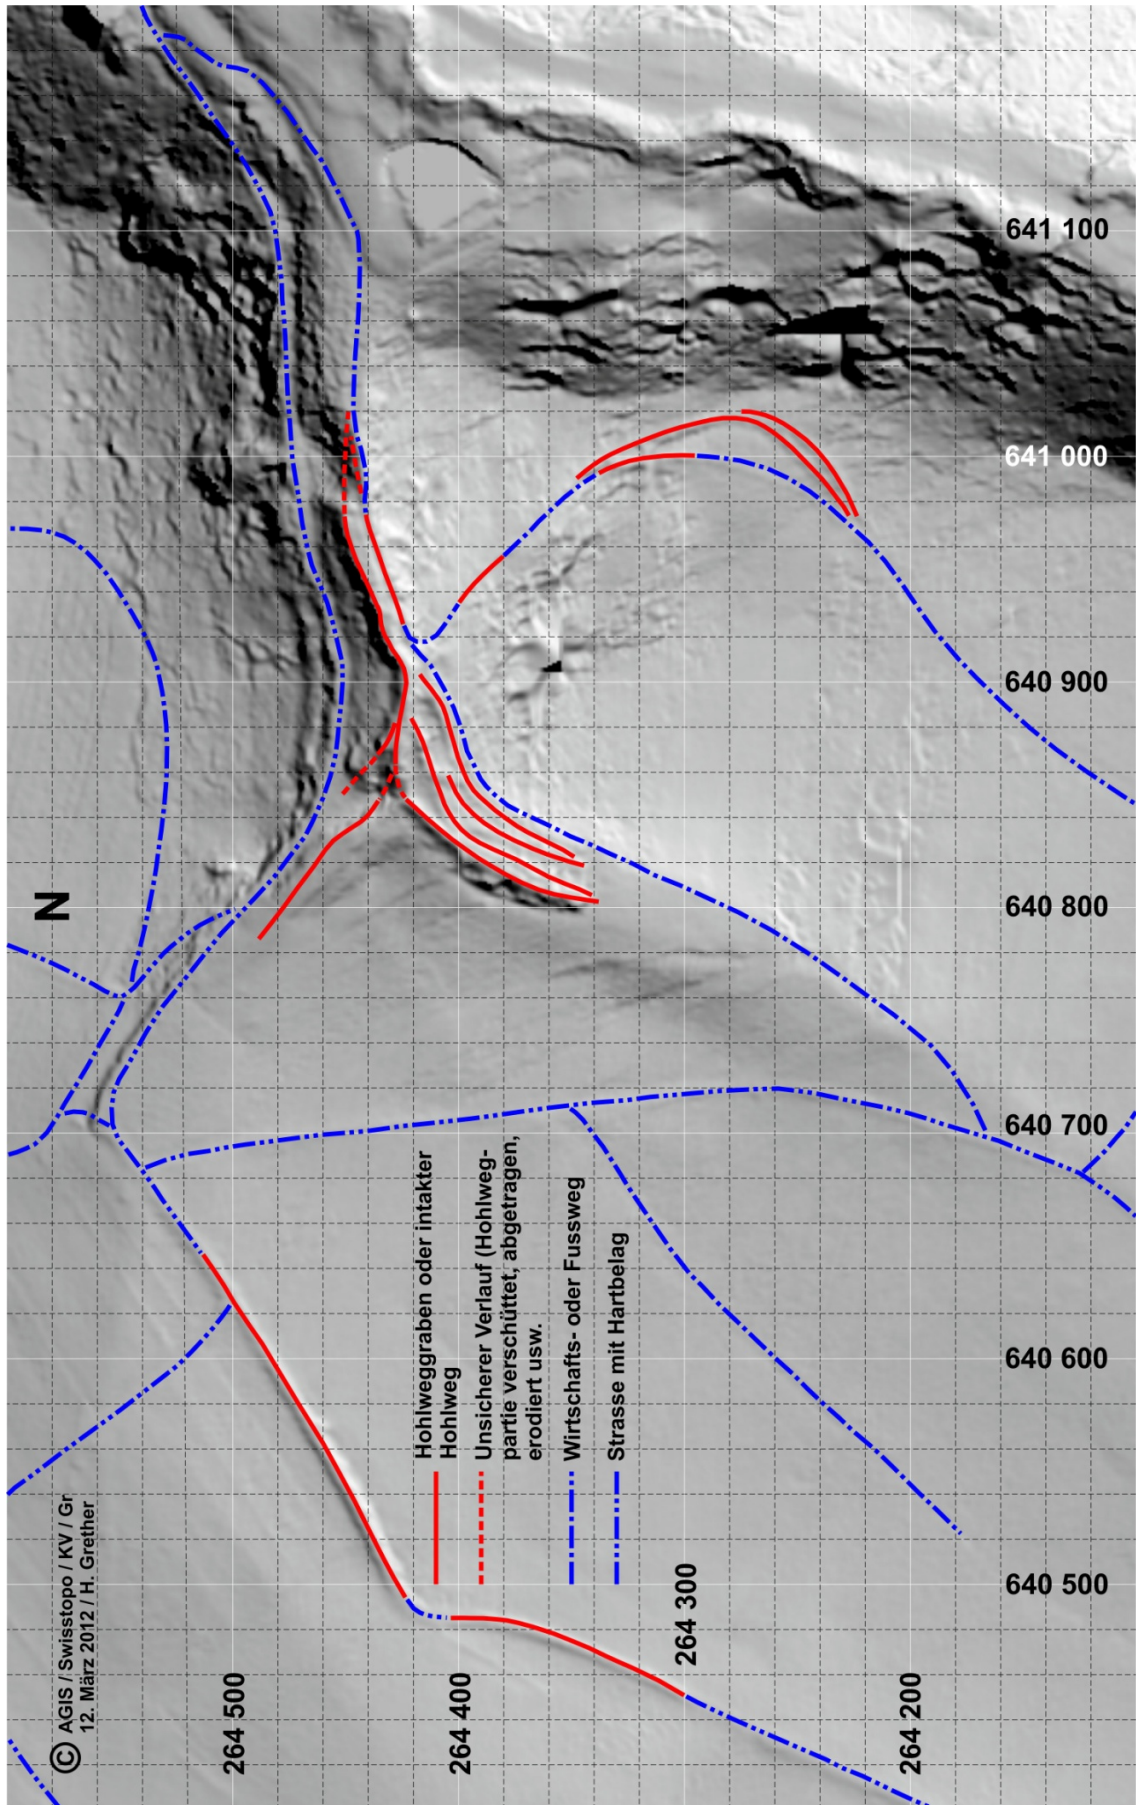 © AGIS / Swisstopo / KV / Gr
12. März 2012 / H. Grether
N
Hohlweggraben oder intakter
Hohlweg
Unsicherer Verlauf (Hohlweg-
partie verschüttet, abgetragen,
erodiert usw.
Wirtschafts- oder Fussweg
Strasse mit Hartbelag
264 500
264 400
264 300
264 200
640 500
640 600
640 700
640 800
640 900
641 000
641 100